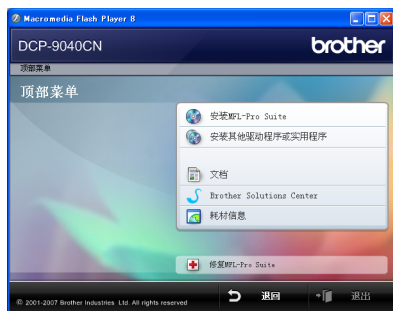 Macromedia Flash Player 8
DCP-9040CN
brother
顶部菜单
顶部菜单
安装MFL-Pro Suite
安装其他驱动程序或实用程序
文档
Brother Solutions Center
耗材信息
修复MFL-Pro Suite
© 2001-2007 Brother Industries Ltd. All rights reserved
退回
退出